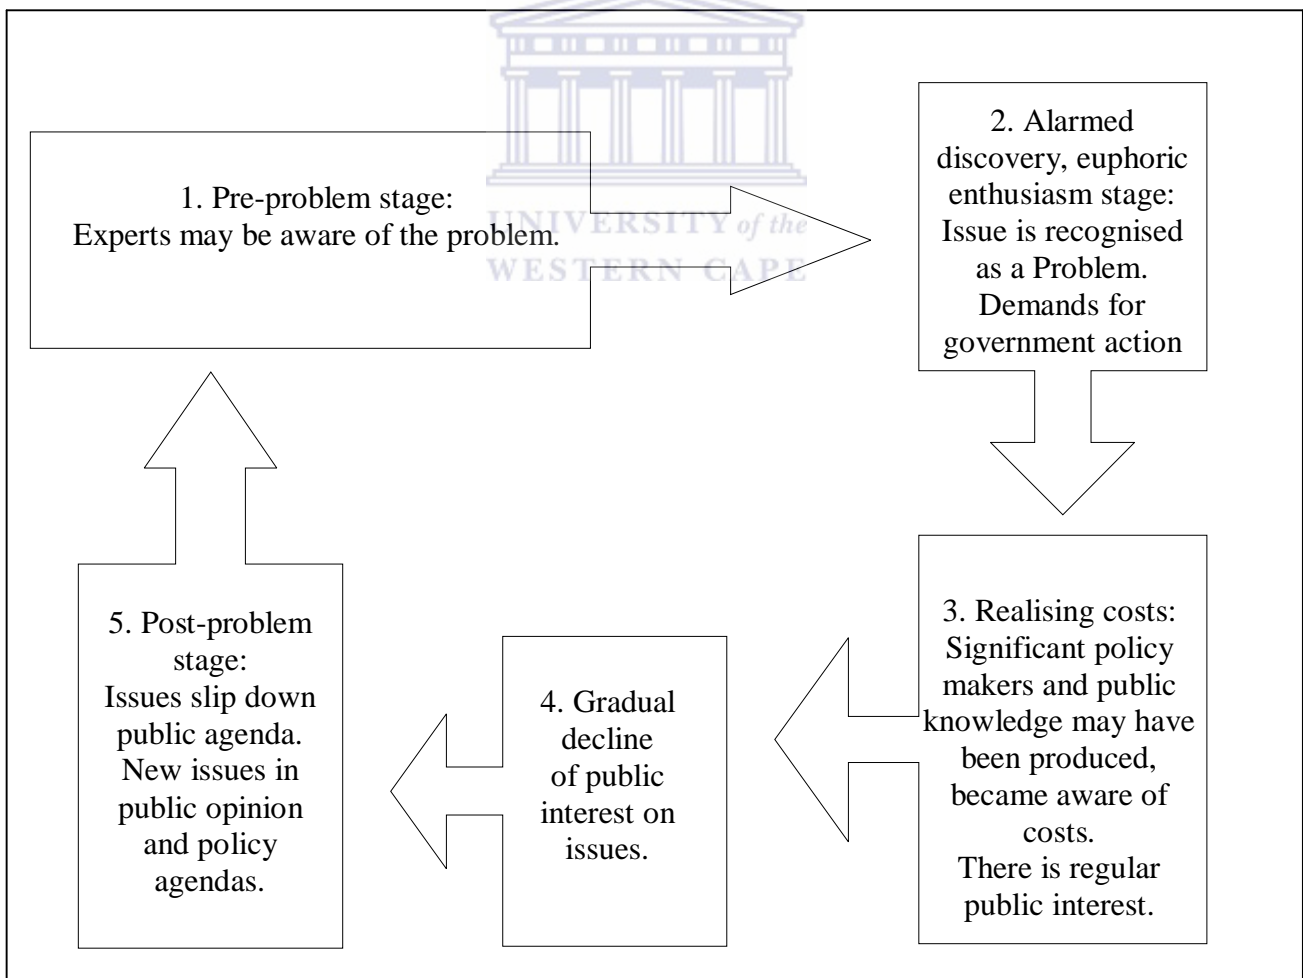 1. Pre-problem stage:
Experts may be aware of the problem.
UNIVERSITY of the
WESTERN CAPE
2. Alarmed
discovery, euphoric
enthusiasm stage:
Issue is recognised
as a Problem.
Demands for
government action
3. Realising costs:
Significant policy
makers and public
knowledge may have
been produced,
became aware of
costs.
There is regular
public interest.
4. Gradual
decline
of public
interest on
issues.
5. Post-problem
stage:
Issues slip down
public agenda.
New issues in
public opinion
and policy
agendas.